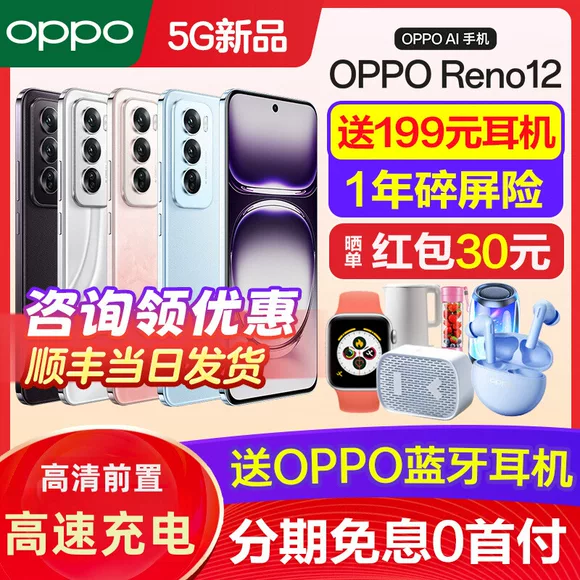 oppo
5G新品
OPPO AI 手机
OPPO Reno12
送199元耳机
1年碎屏险
晒单
红包30元
咨询领优惠
顺丰当日发货
高清前置
高速充电
送OPPO蓝牙耳机
分期免息0首付